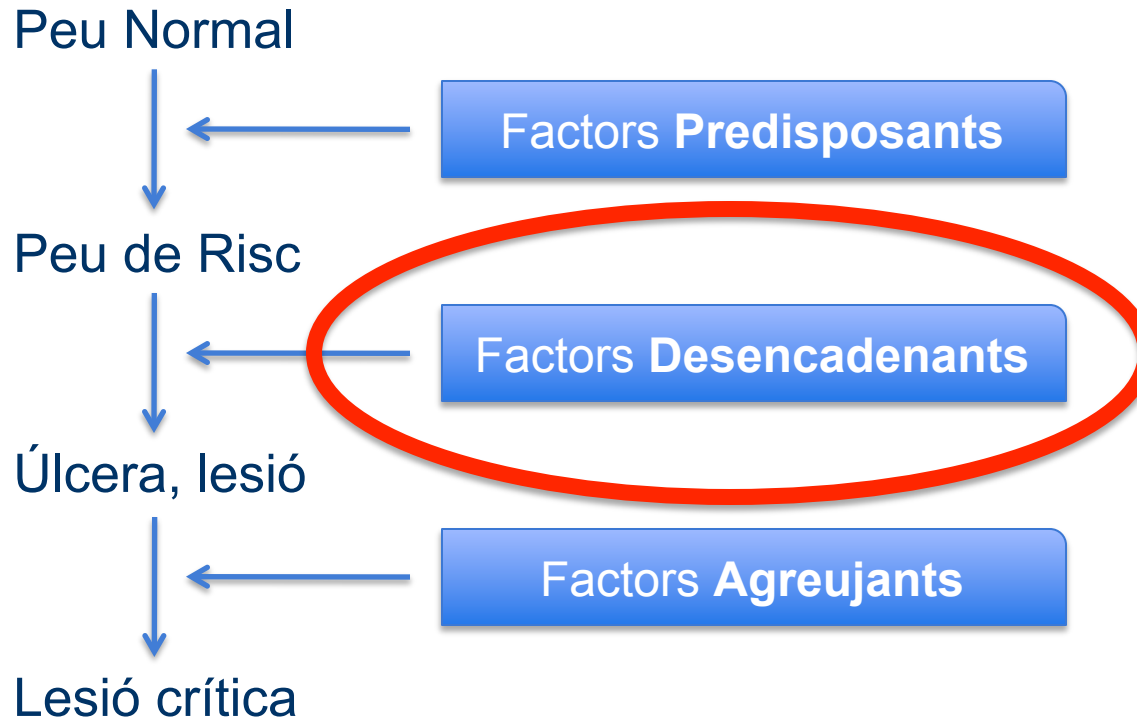 Peu Normal
Factors Predisposants
Peu de Risc
Factors Desencadenants
Úlcera, lesió
Factors Agreujants
Lesió crítica